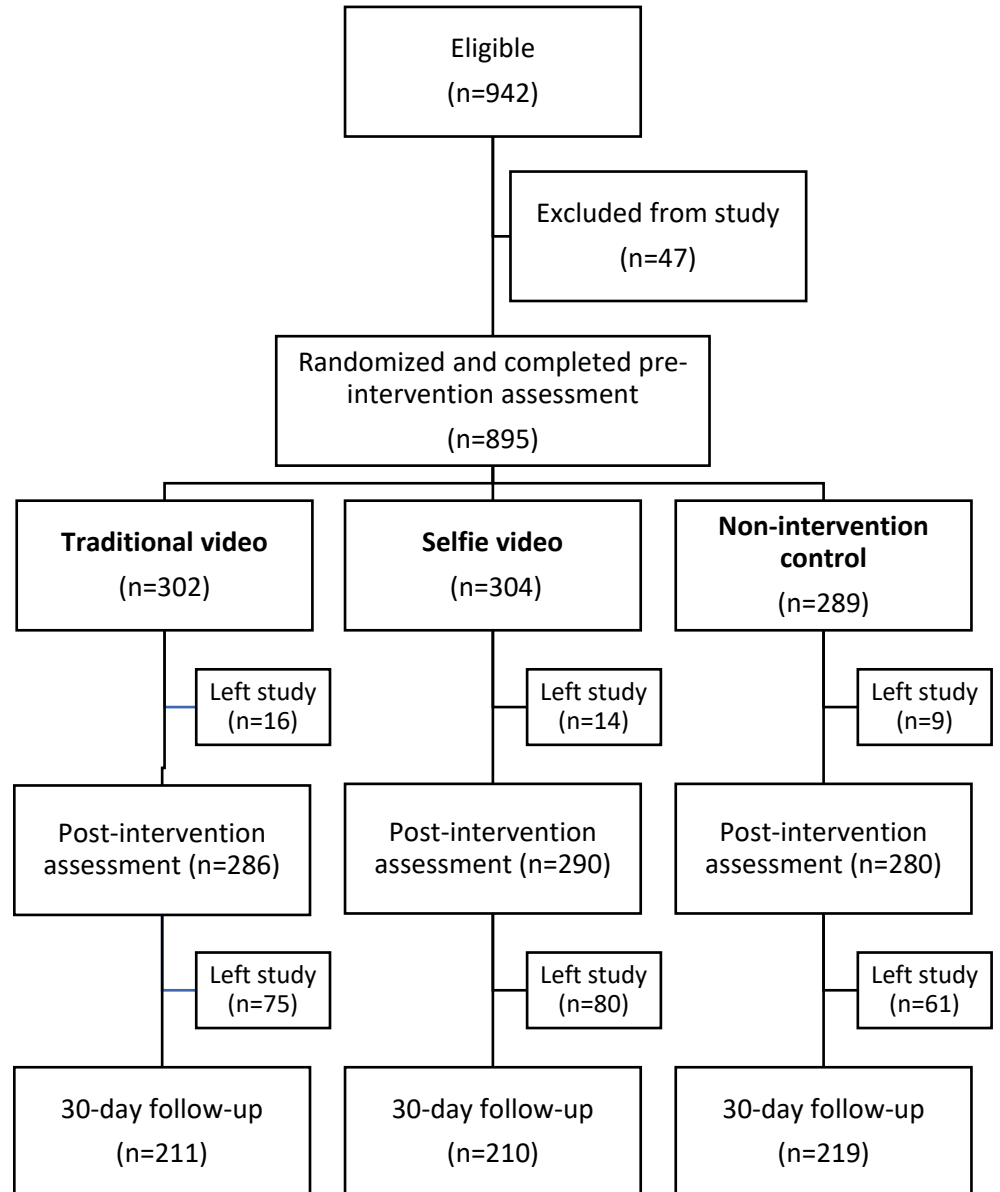 Eligible
(n=942)
Excluded from study
(n=47)
Randomized and completed pre-
intervention assessment
(n=895)
Traditional video
(n=302)
Selfie video
(n=304)
Non-intervention
control
(n=289)
Left study
(n=16)
Left study
(n=14)
Left study
(n=9)
Post-intervention
assessment (n=286)
Post-intervention
assessment (n=290)
Post-intervention
assessment (n=280)
Left study
(n=75)
Left study
(n=80)
Left study
(n=61)
30-day follow-up
(n=211)
30-day follow-up
(n=210)
30-day follow-up
(n=219)